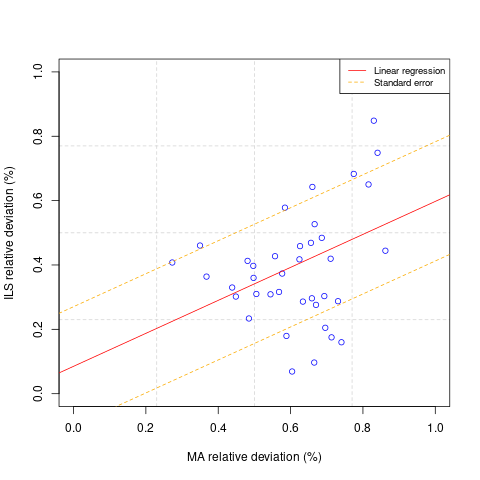 Linear regression
Standard error
ILS relative deviation (%)
1.0
0.8
0.6
0.4
0.2
0.0
0.0 0.2 0.4 0.6 0.8 1.0
MA relative deviation (%)